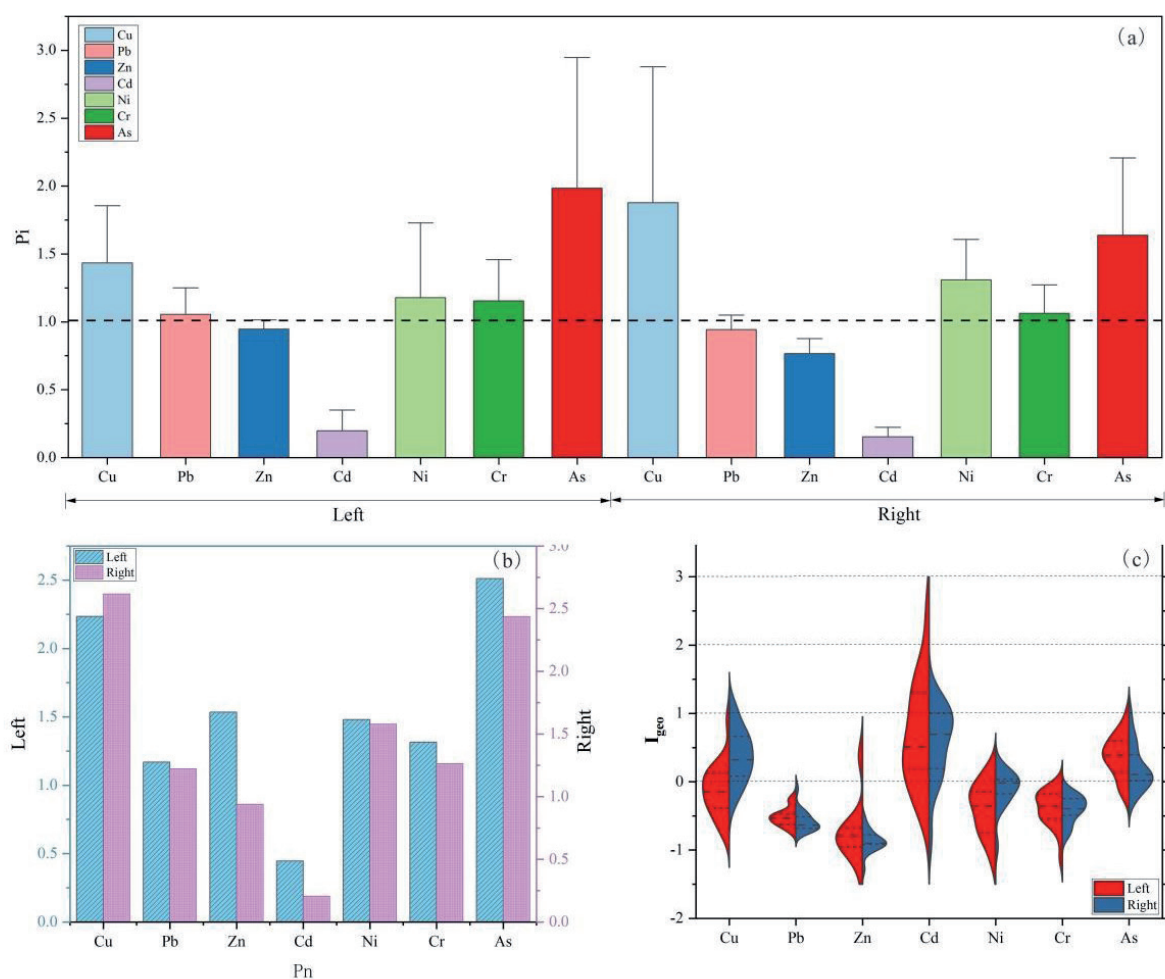 (a)
Cu
Pb
Zn
Cd
Ni
Cr
As
3.0
2.5
2.0
1.5
1.0
0.5
0.0
Pi
Cu Pb Zn Cd Ni Cr As Cu Pb Zn Cd Ni Cr As
Left Right
(b)
Left
Right
2.5
2.0
1.5
1.0
0.5
0.0
Left
3.0
2.5
2.0
1.5
1.0
0.5
0.0
Right
Cu Pb Zn Cd Ni Cr As
Pn
(c)
3
2
1
0
-1
-2
Igeo
Left
Right
Cu Pb Zn Cd Ni Cr As